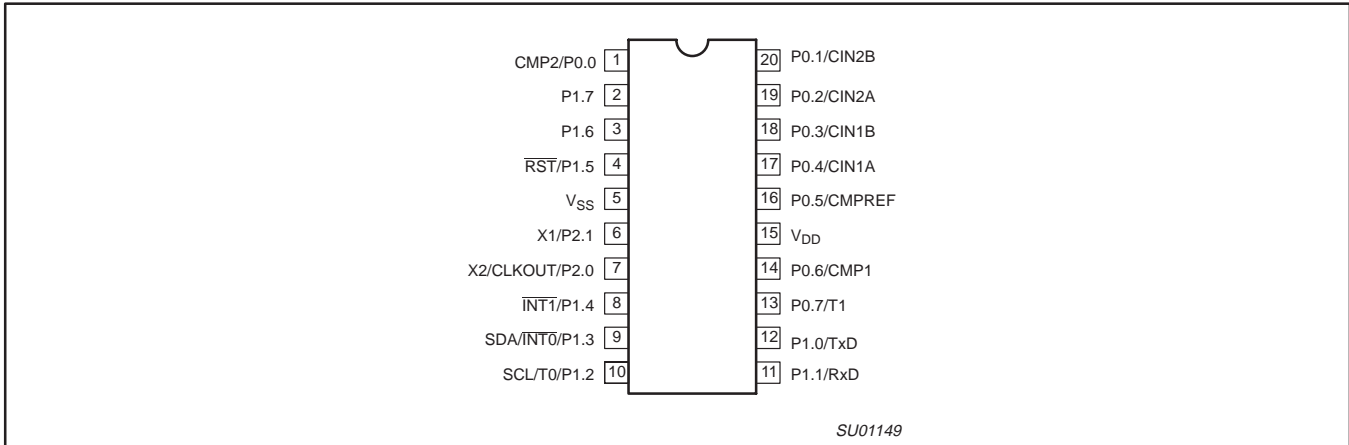 CMP2/P0.0 1 20 P0.1/CIN2B
P1.7 2 19 P0.2/CIN2A
P1.6 3 18 P0.3/CIN1B
R̅S̅T̅/P1.5 4 17 P0.4/CIN1A
VSS 5 16 P0.5/CMPREF
X1/P2.1 6 15 VDD
X2/CLKOUT/P2.0 7 14 P0.6/CMP1
I̅N̅T̅1̅/P1.4 8 13 P0.7/T1
SDA/I̅N̅T̅0̅/P1.3 9 12 P1.0/TxD
SCL/T0/P1.2 10 11 P1.1/RxD
SU01149